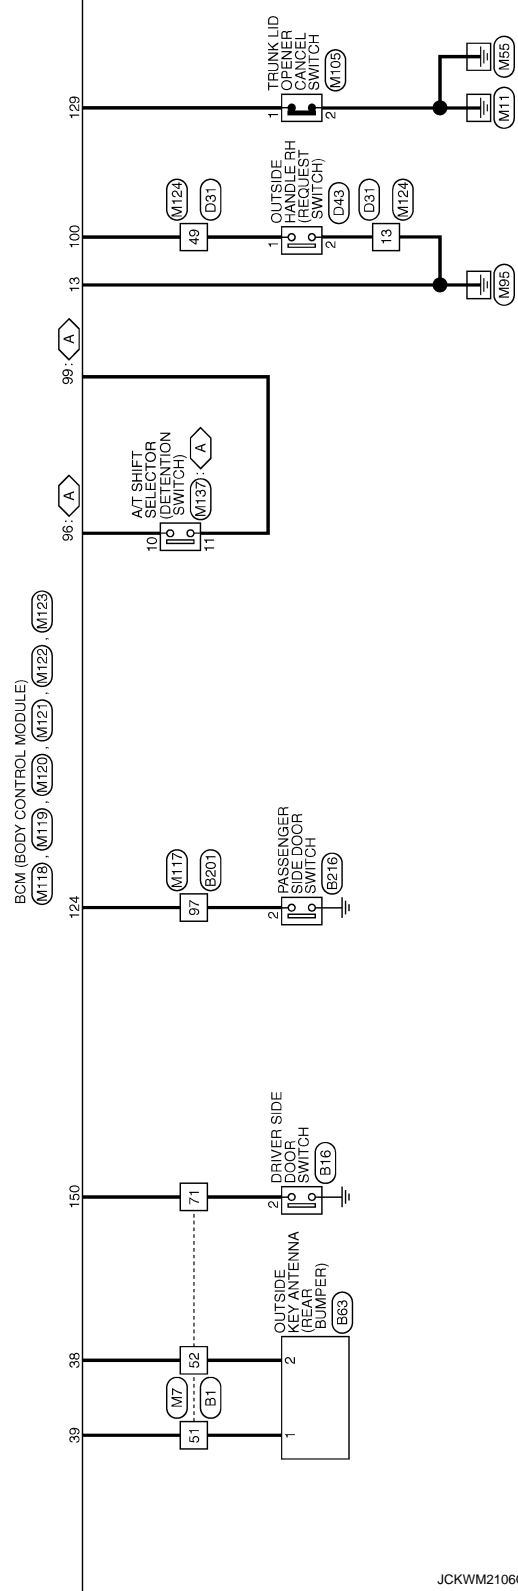 BCM (BODY CONTROL MODULE)
M118 , M119 , M120 , M121 , M122 , M123
39
38
150
124
96 : A
99 : A
13
100
129
51
M7
B1
52
71
1
2
OUTSIDE
KEY ANTENNA
(REAR
BUMPER)
B63
2
DRIVER SIDE
DOOR
SWITCH
B16
97
M117
B201
2
PASSENGER
SIDE DOOR
SWITCH
B216
10
11
A/T SHIFT
SELECTOR
(DETENTION
SWITCH)
M137 : A
49
M124
D31
1
2
OUTSIDE
HANDLE RH
(REQUEST
SWITCH)
D43
13
D31
M124
M95
1
2
TRUNK LID
OPENER
CANCEL
SWITCH
M105
M11
M55